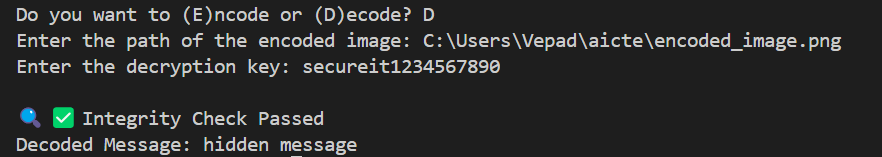 Do you want to (E)ncode or (D)ecode? D
Enter the path of the encoded image: C:\Users\Vepad\aicte\encoded_image.png
Enter the decryption key: secureit1234567890
🔍 ✅ Integrity Check Passed
Decoded Message: hidden message